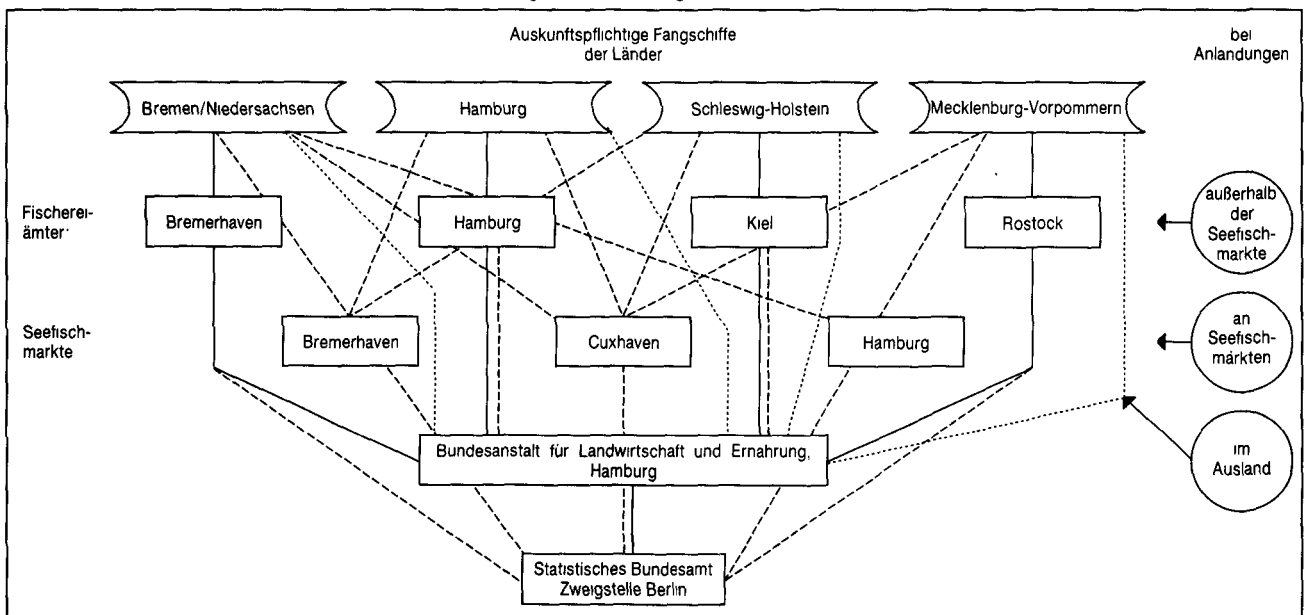 Auskunftspflichtige Fangschiffe
der Länder
bei
Anlandungen
Bremen/Niedersachsen
Hamburg
Schleswig-Holstein
Mecklenburg-Vorpommern
Fischerei-
ämter:
Bremerhaven
Hamburg
Kiel
Rostock
außerhalb
der
Seefisch-
markte
Seefisch-
markte
Bremerhaven
Cuxhaven
Hamburg
an
Seefisch-
märkten
Bundesanstalt für Landwirtschaft und Ernahrung,
Hamburg
im
Ausland
Statistisches Bundesamt
Zweigstelle Berlin